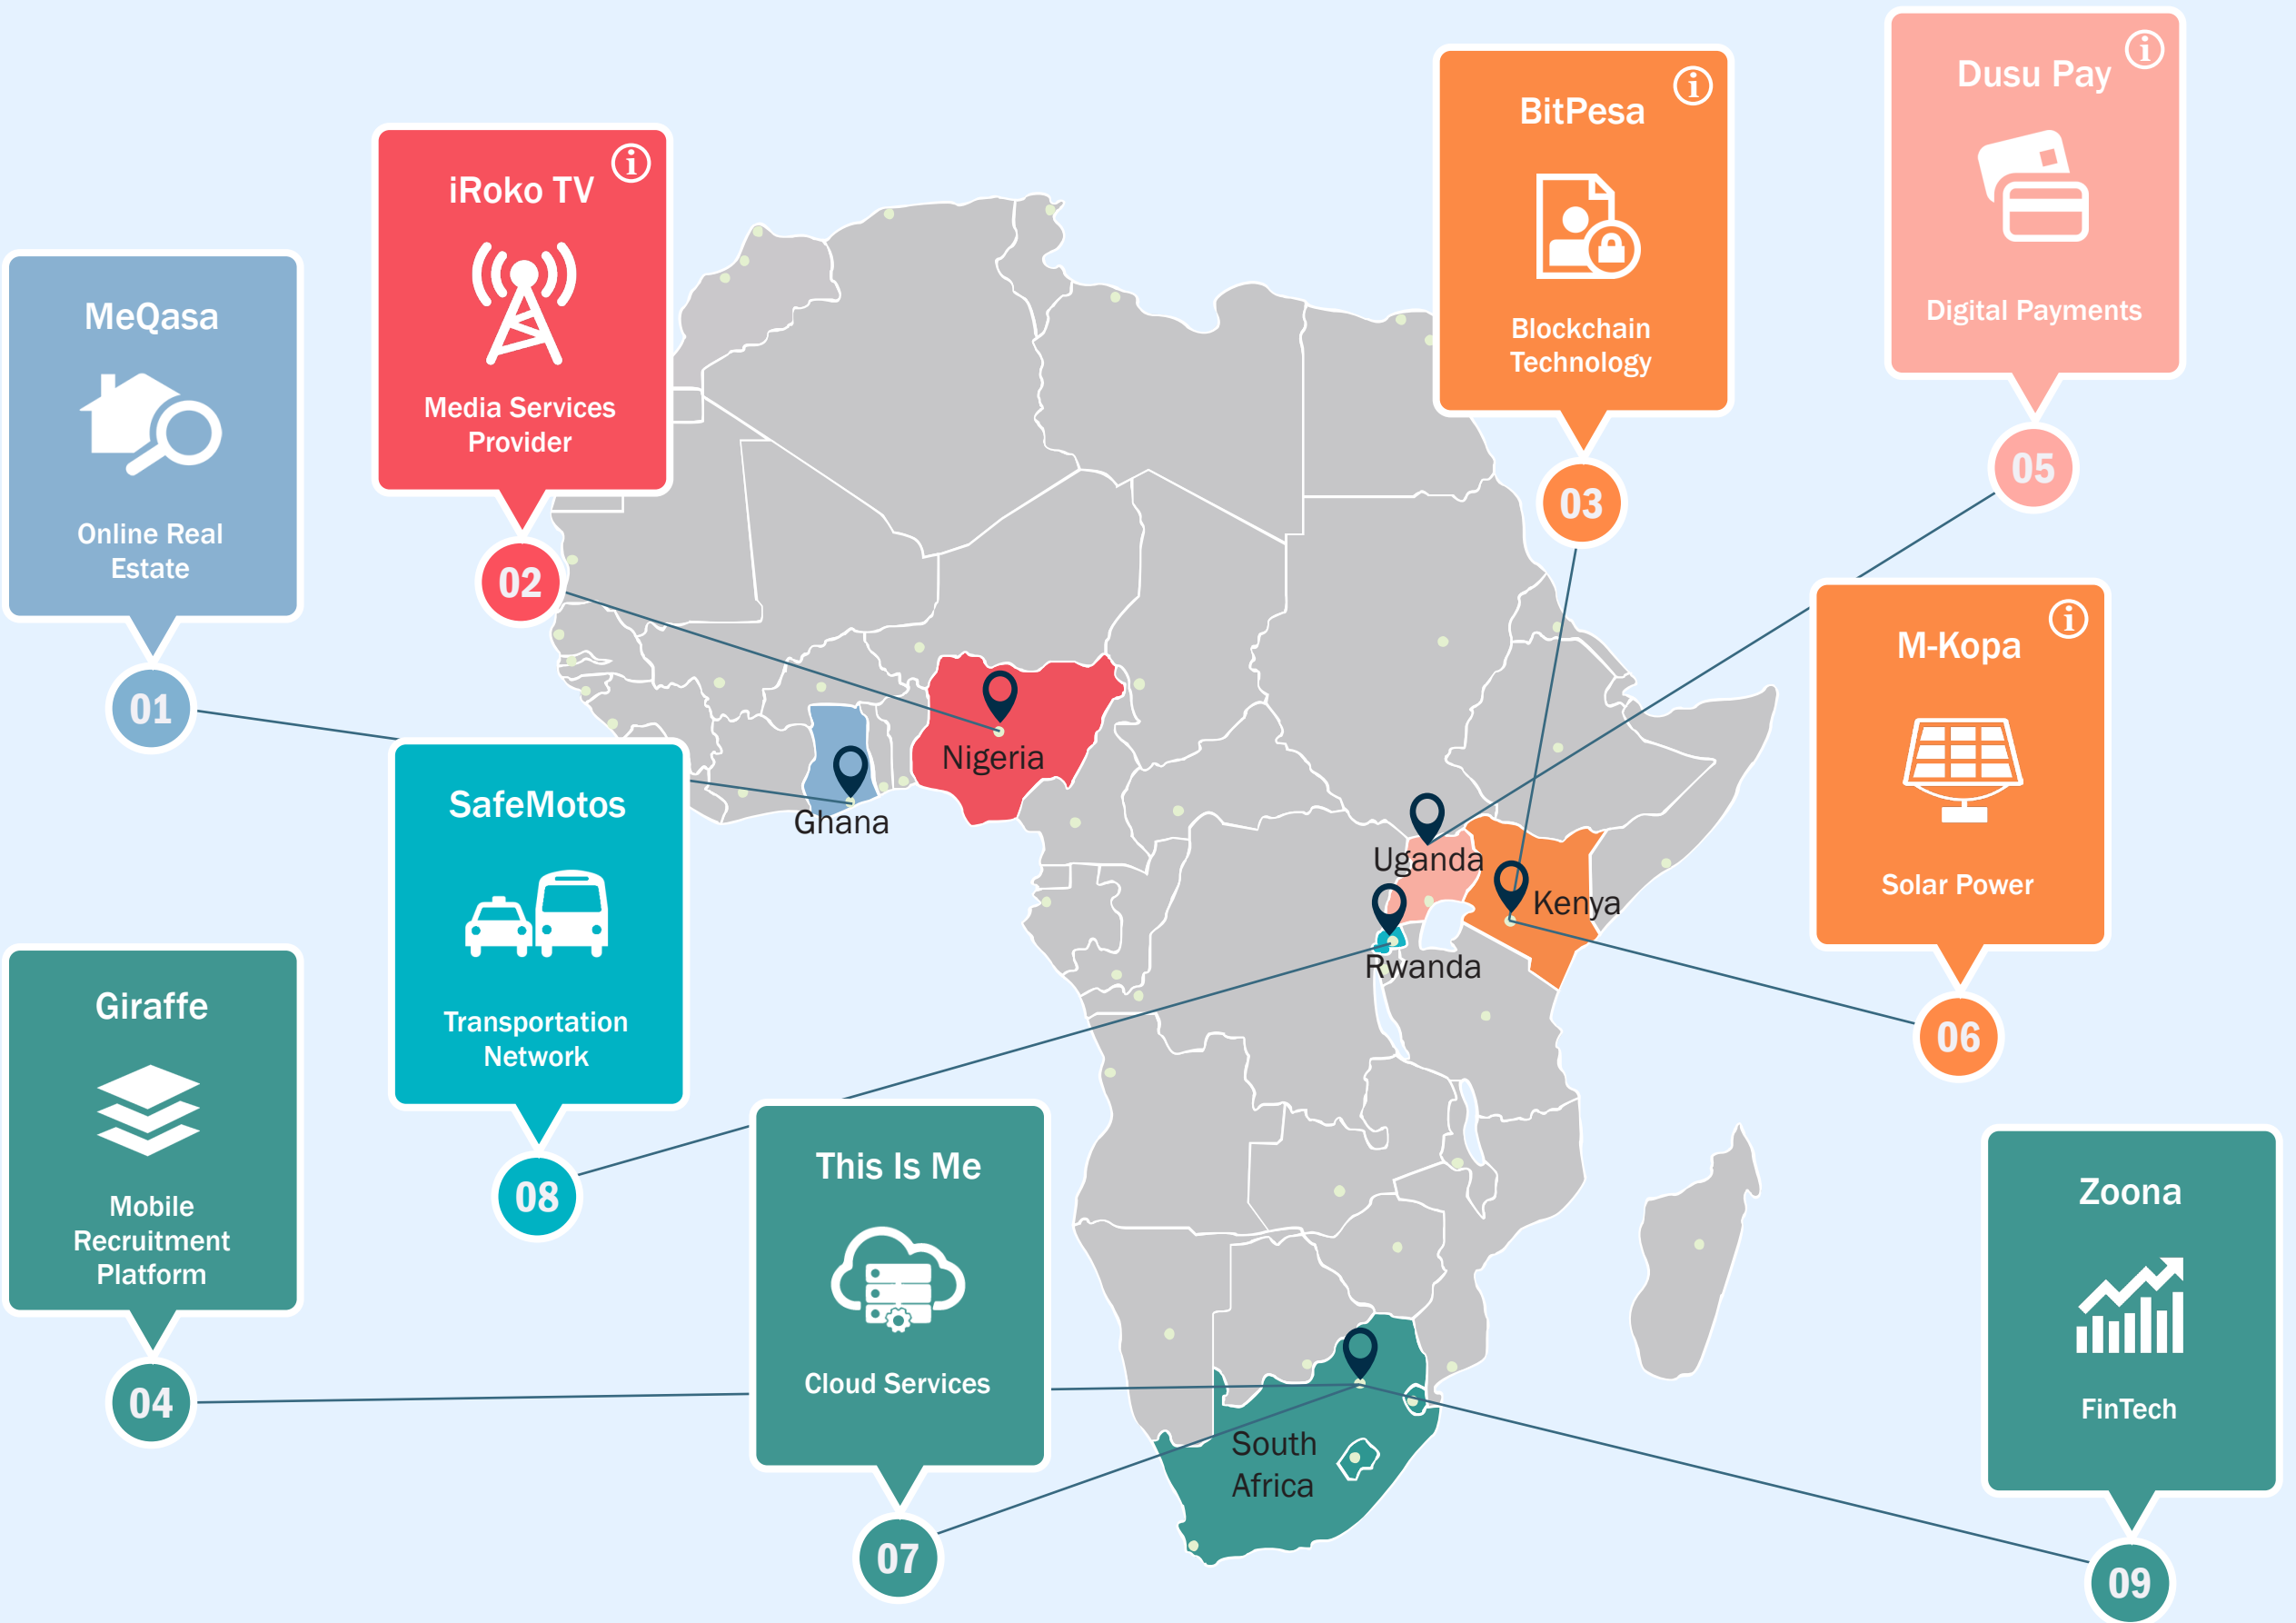 MeQasa
Online Real
Estate
01
iRoko TV
i
Media Services
Provider
02
BitPesa
i
Blockchain
Technology
03
Dusu Pay
i
Digital Payments
05
M-Kopa
i
Solar Power
06
SafeMotos
Transportation
Network
08
Giraffe
Mobile
Recruitment
Platform
04
This Is Me
Cloud Services
07
Zoona
FinTech
09
Nigeria
Ghana
Uganda
Kenya
Rwanda
South
Africa